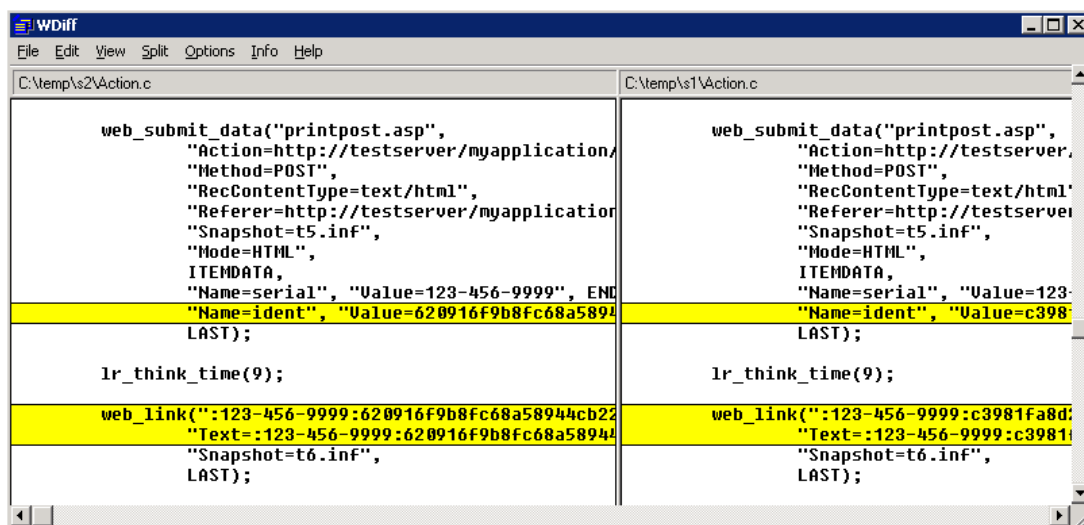 WDiff
File Edit View Split Options Info Help
C:\temp\s2\Action.c
web_submit_data("printpost.asp",
"Action=http://testserver/myapplication/
"Method=POST",
"RecContentType=text/html",
"Referer=http://testserver/myapplication
"Snapshot=t5.inf",
"Mode=HTML",
ITEMDATA,
"Name=serial", "Value=123-456-9999", END
"Name=ident", "Value=620916f9b8fc68a5894
LAST);
lr_think_time(9);
web_link(":123-456-9999:620916f9b8fc68a58944cb22
"Text=:123-456-9999:620916f9b8fc68a58944
"Snapshot=t6.inf",
LAST);
C:\temp\s1\Action.c
web_submit_data("printpost.asp",
"Action=http://testserver/
"Method=POST",
"RecContentType=text/html"
"Referer=http://testserver
"Snapshot=t5.inf",
"Mode=HTML",
ITEMDATA,
"Name=serial", "Value=123-
"Name=ident", "Value=c398
LAST);
lr_think_time(9);
web_link(":123-456-9999:c3981fa8d2
"Text=:123-456-9999:c3981f
"Snapshot=t6.inf",
LAST);